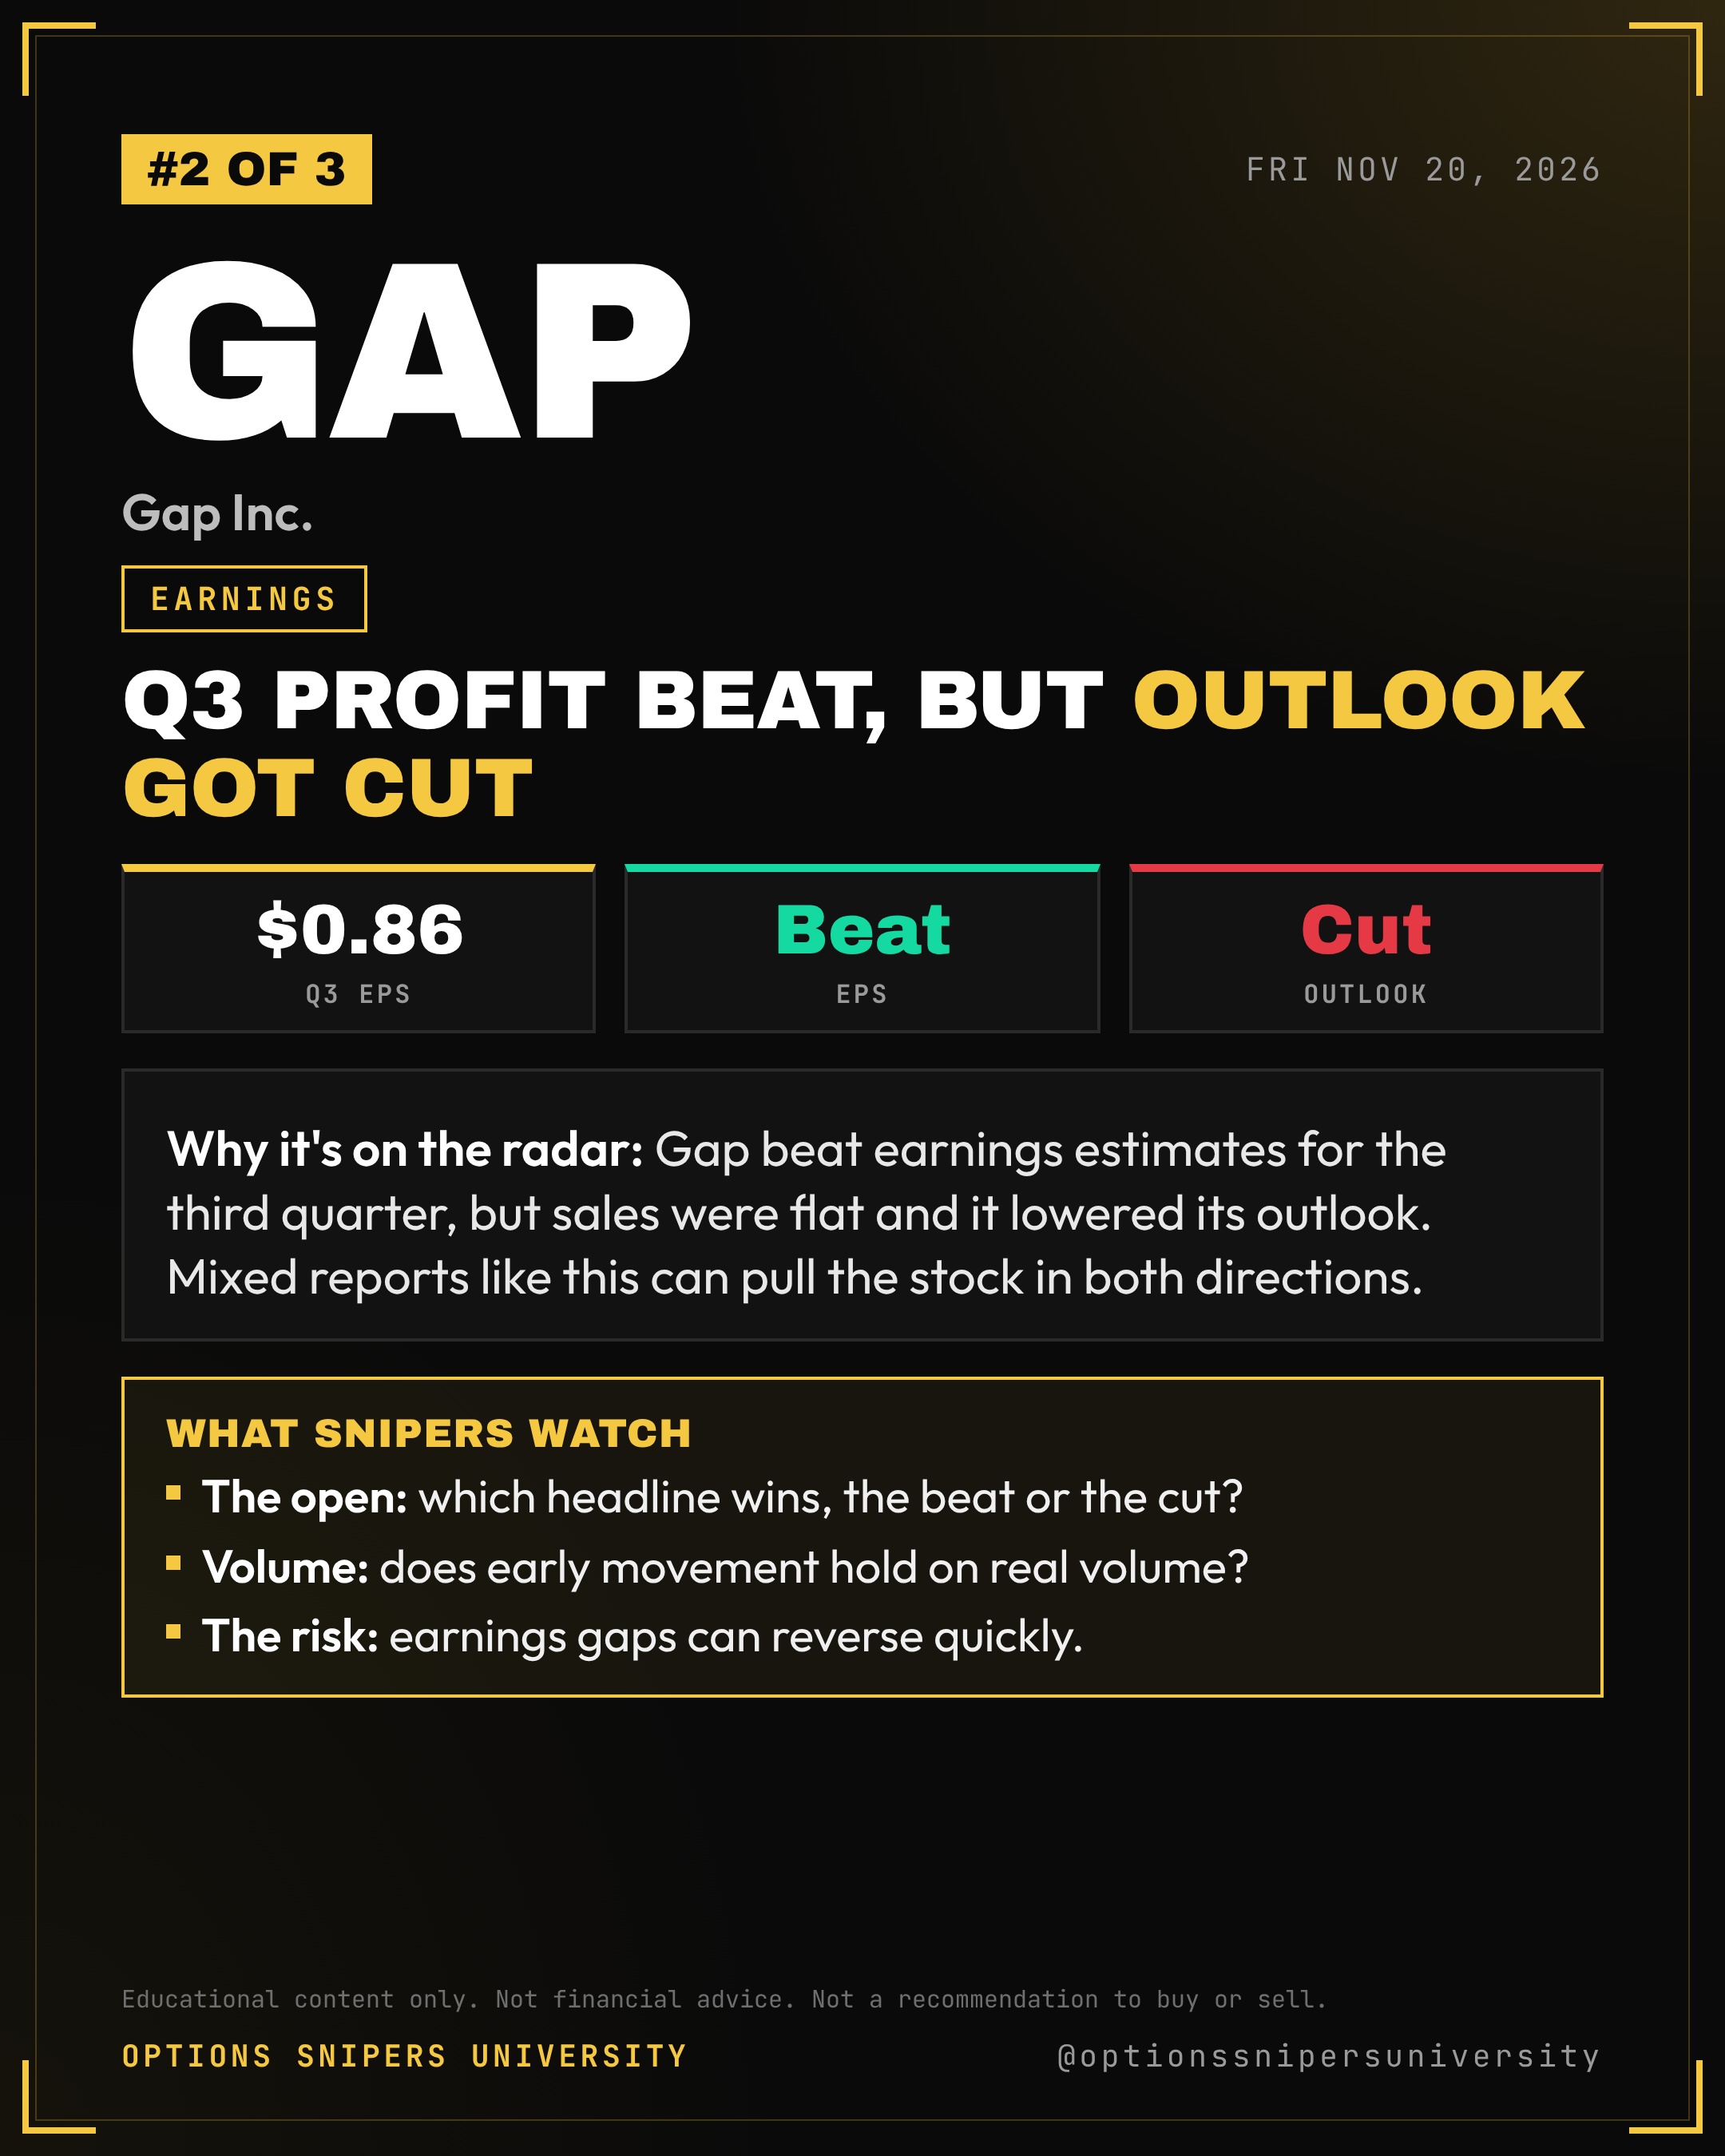 #2 OF 3
FRI NOV 20, 2026
GAP
Gap Inc.
EARNINGS
Q3 PROFIT BEAT, BUT OUTLOOK
GOT CUT
$0.86
Q3 EPS
Beat
EPS
Cut
OUTLOOK
Why it's on the radar: Gap beat earnings estimates for the
third quarter, but sales were flat and it lowered its outlook.
Mixed reports like this can pull the stock in both directions.
WHAT SNIPERS WATCH
The open: which headline wins, the beat or the cut?
Volume: does early movement hold on real volume?
The risk: earnings gaps can reverse quickly.
Educational content only. Not financial advice. Not a recommendation to buy or sell.
OPTIONS SNIPERS UNIVERSITY
@optionssnipersuniversity